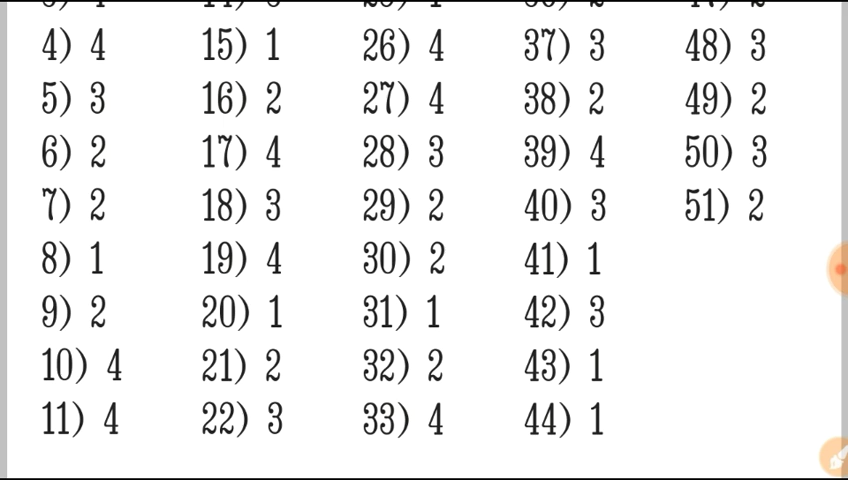 4) 4 15) 1 26) 4 37) 3 48) 3
5) 3 16) 2 27) 4 38) 2 49) 2
6) 2 17) 4 28) 3 39) 4 50) 3
7) 2 18) 3 29) 2 40) 3 51) 2
8) 1 19) 4 30) 2 41) 1
9) 2 20) 1 31) 1 42) 3
10) 4 21) 2 32) 2 43) 1
11) 4 22) 3 33) 4 44) 1